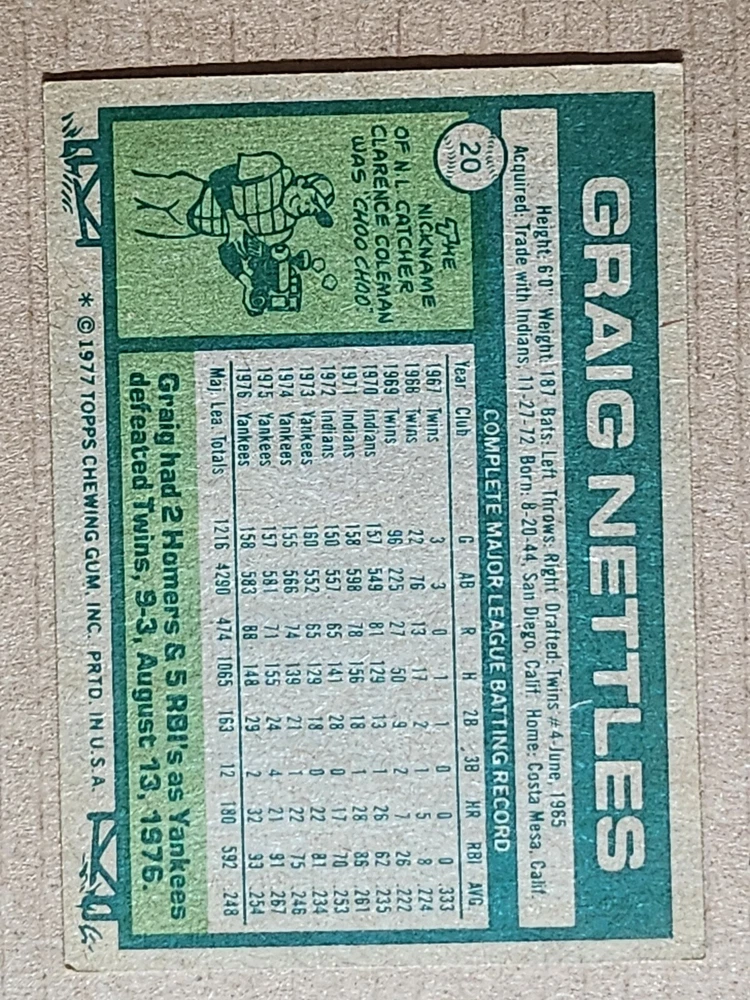 GRAIG NETTLES
Height: 6'0" Weight: 187 Bats: Left Throws: Right Drafted: Twins #4-June, 1965
Acquired: Trade with Indians, 11-27-72 Born: 8-20-44, San Diego, Calif. Home: Costa Mesa, Calif.
20
THE
NICKNAME
OF N.L. CATCHER
CLARENCE COLEMAN
WAS "CHOO CHOO"
COMPLETE MAJOR LEAGUE BATTING RECORD
Year Club G AB R H 2B 3B HR RBI AVG.
1967 Twins 3 3 0 1 1 0 0 0 .333
1968 Twins 22 76 13 17 2 1 5 8 .224
1969 Twins 96 225 27 50 9 2 7 26 .222
1970 Indians 157 549 81 129 13 1 26 62 .235
1971 Indians 158 598 78 156 18 1 28 86 .261
1972 Indians 150 557 65 141 28 0 17 70 .253
1973 Yankees 160 552 65 129 18 0 22 81 .234
1974 Yankees 155 566 74 139 21 1 22 75 .246
1975 Yankees 157 581 71 155 24 4 21 91 .267
1976 Yankees 158 583 88 148 29 2 32 93 .254
Maj. Lea. Totals 1216 4290 474 1065 163 12 180 592 .248
Graig had 2 Homers & 5 RBI's as Yankees
defeated Twins, 9-3, August 13, 1976.
* © 1977 TOPPS CHEWING GUM, INC. PRTD. IN U.S.A.